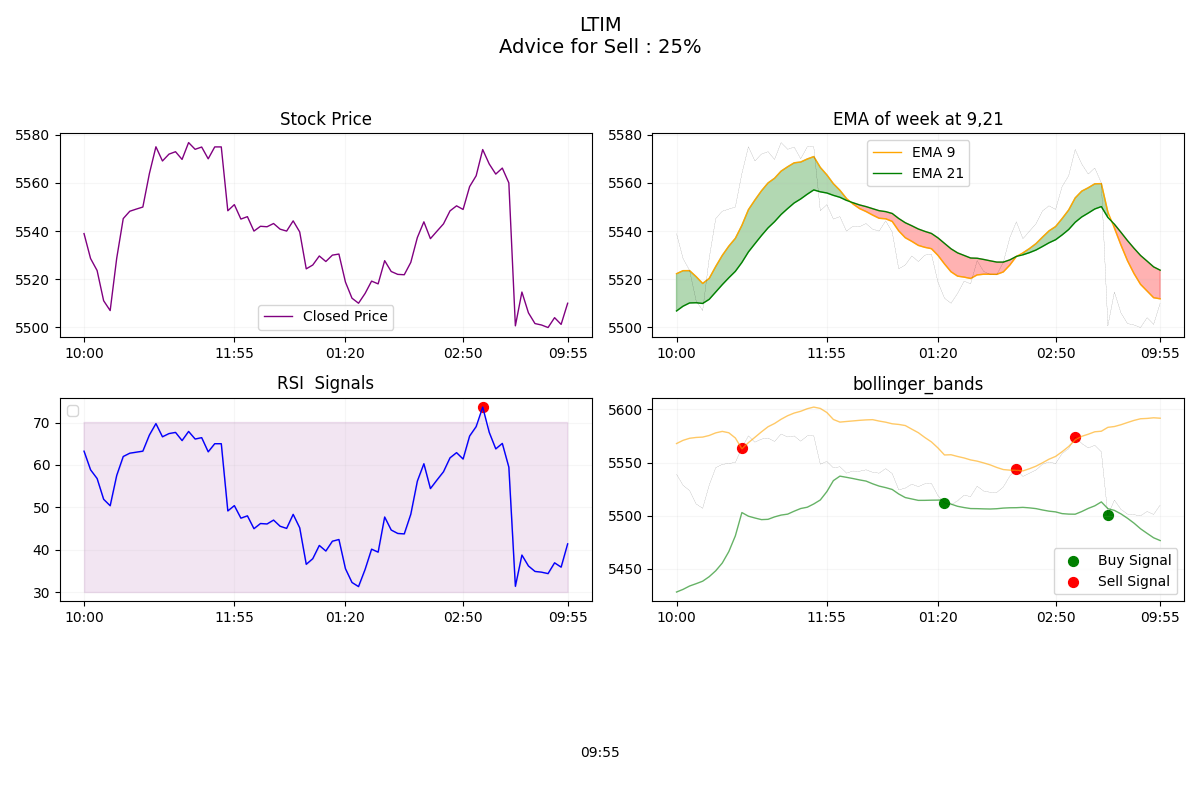 LTIM
Advice for Sell : 25%
Stock Price
5580
5560
5540
5520
5500
Closed Price
10:00 11:55 01:20 02:50 09:55
EMA of week at 9,21
5580
5560
5540
5520
5500
EMA 9
EMA 21
10:00 11:55 01:20 02:50 09:55
RSI  Signals
70
60
50
40
30
10:00 11:55 01:20 02:50 09:55
bollinger_bands
5600
5550
5500
5450
Buy Signal
Sell Signal
10:00 11:55 01:20 02:50 09:55
09:55